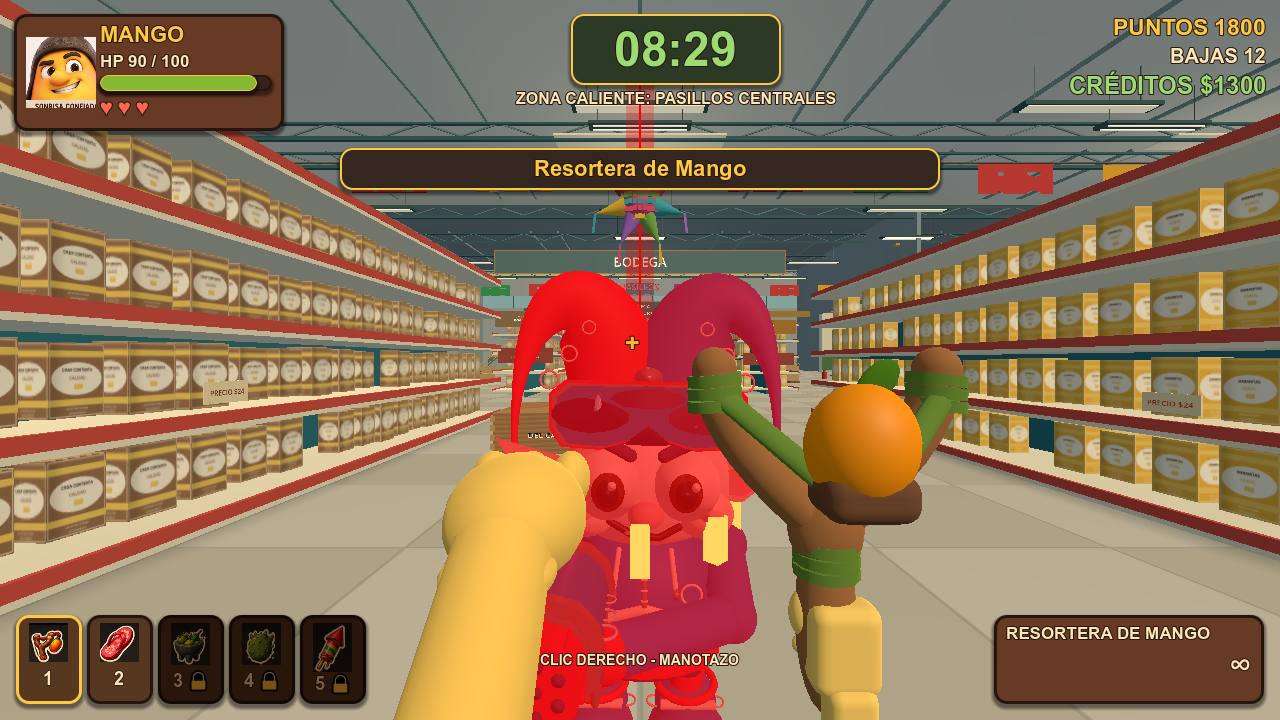 MANGO
HP 90 / 100
08:29
ZONA CALIENTE: PASILLOS CENTRALES
PUNTOS 1800
BAJAS 12
CRÉDITOS $1300
Resortera de Mango
BODEGA
PRECIO $24
PRECIO $24
CLIC DERECHO - MANOTAZO
1
2
3
4
5
RESORTERA DE MANGO
∞